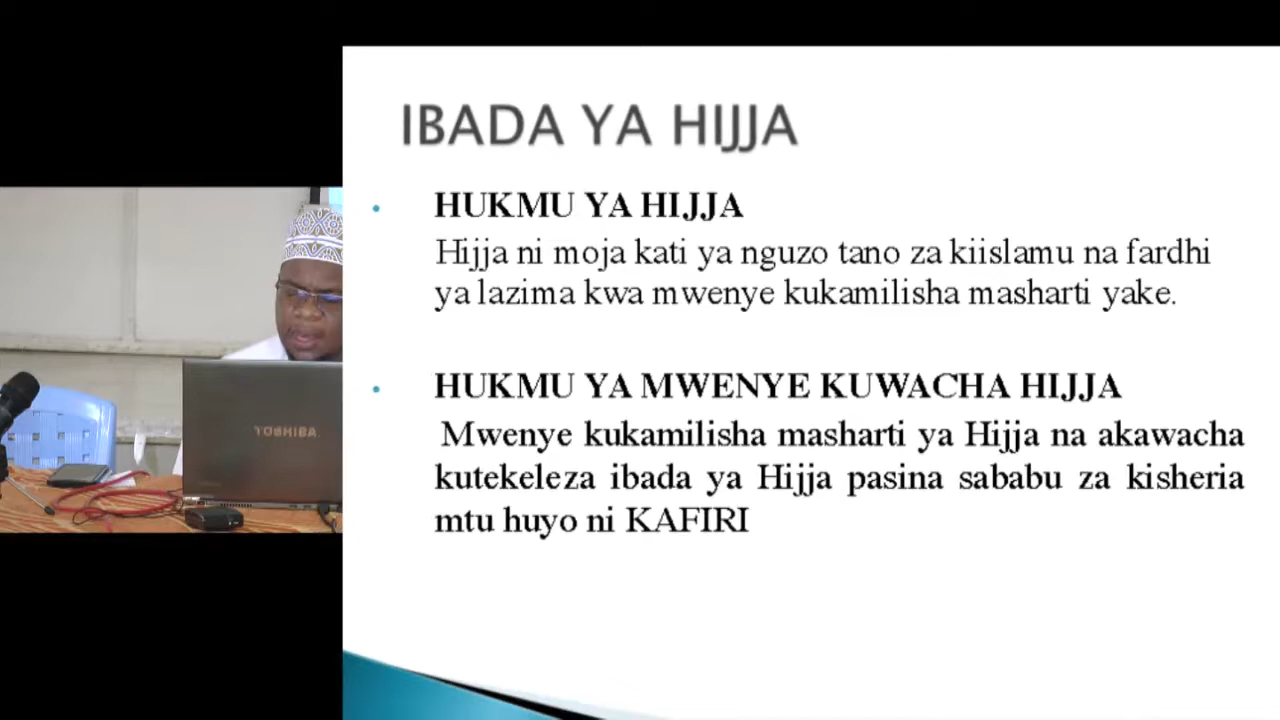 IBADA YA HIJJA
HUKMU YA HIJJA
Hijja ni moja kati ya nguzo tano za kiislamu na fardhi
ya lazima kwa mwenye kukamilisha masharti yake.
HUKMU YA MWENYE KUWACHA HIJJA
Mwenye kukamilisha masharti ya Hijja na akawacha
kutekeleza ibada ya Hijja pasina sababu za kisheria
mtu huyo ni KAFIRI
TOSHIBA